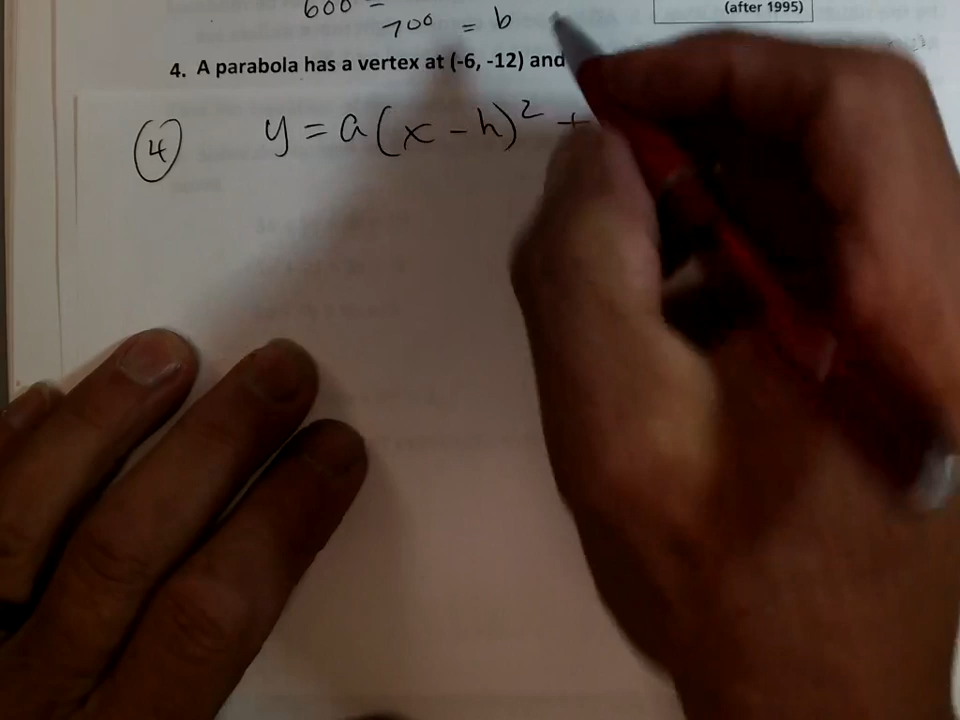 600 =
(after 1995)
700 = b
4. A parabola has a vertex at (-6, -12) and
④ y = a(x - h)² +